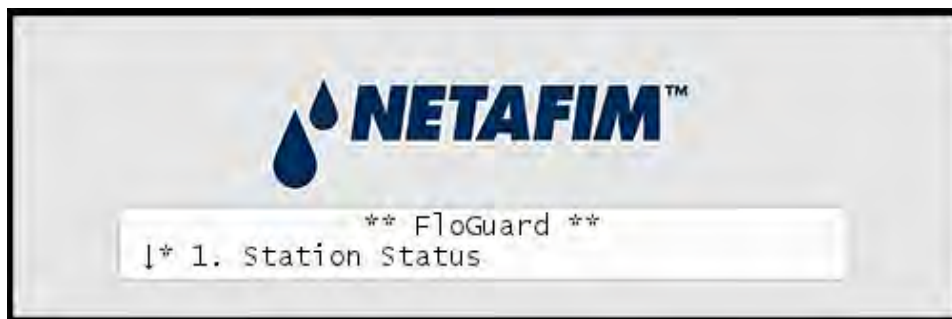 NETAFIM™
** FloGuard **
↓* 1. Station Status